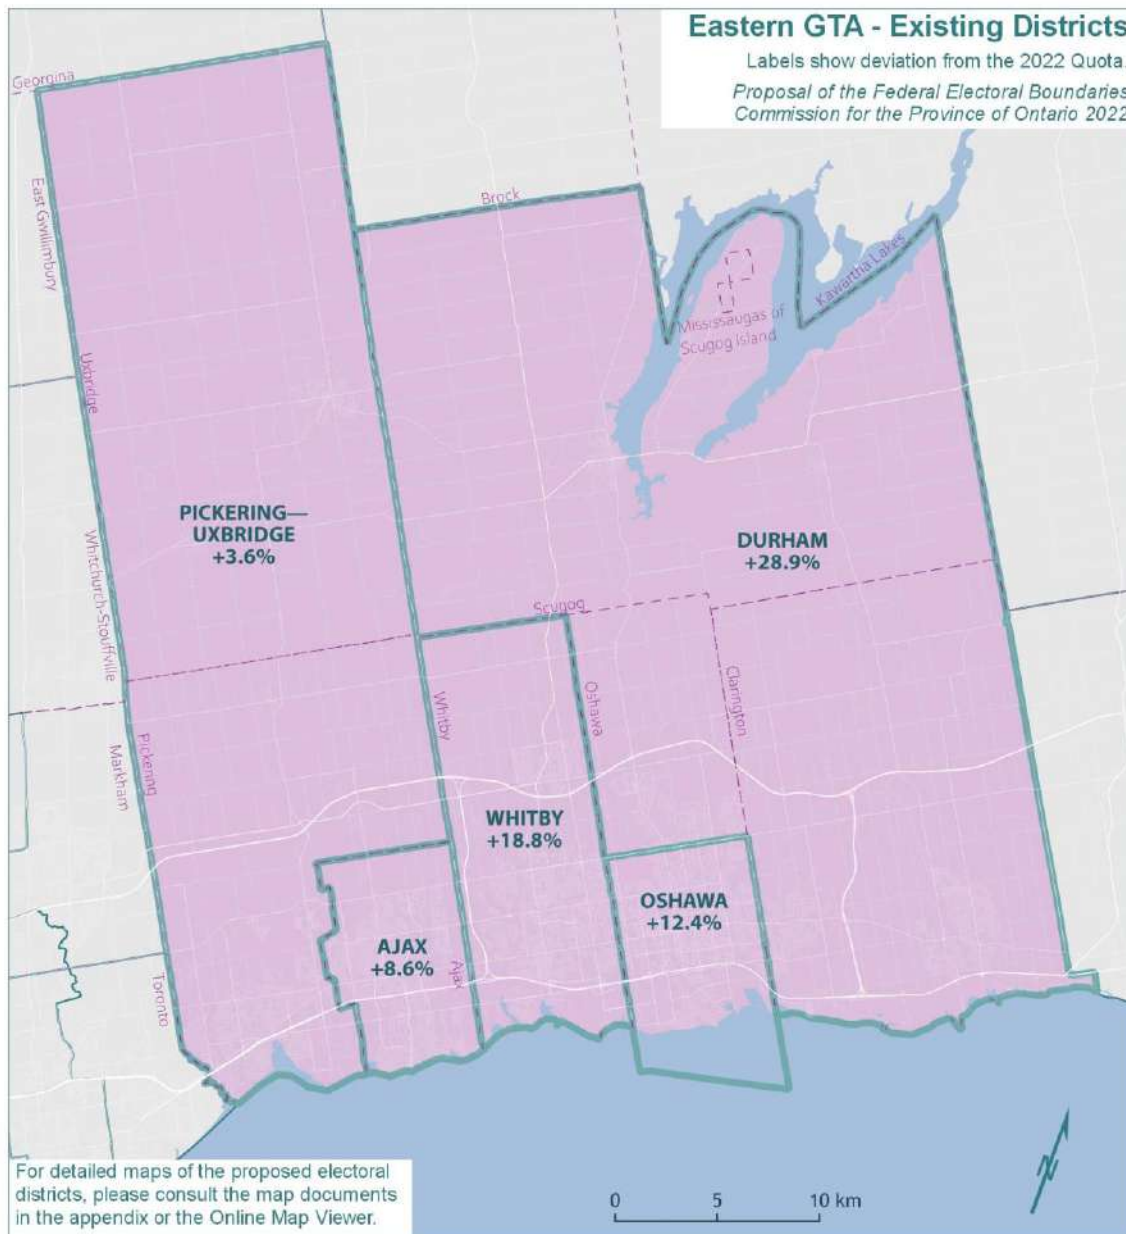 Eastern GTA - Existing Districts
Labels show deviation from the 2022 Quota.
Proposal of the Federal Electoral Boundaries
Commission for the Province of Ontario 2022
Georgina
East Gwillimbury
Brock
Kawartha Lakes
Mississaugas of
Scugog Island
Uxbridge
PICKERING—
UXBRIDGE
+3.6%
DURHAM
+28.9%
Whitchurch-Stouffville
Scugog
Whitby
Oshawa
Clarington
Pickering
Markham
WHITBY
+18.8%
OSHAWA
+12.4%
AJAX
+8.6%
Ajax
Toronto
For detailed maps of the proposed electoral
districts, please consult the map documents
in the appendix or the Online Map Viewer.
0 5 10 km
N